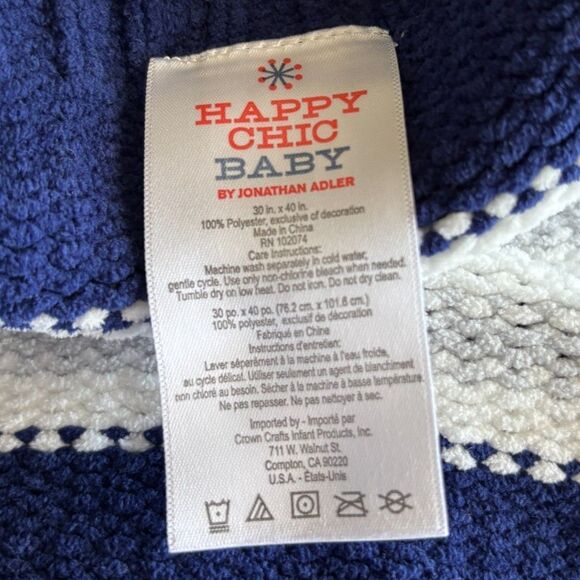 HAPPY
CHIC
BABY
BY JONATHAN ADLER
30 in. x 40 in.
100% Polyester, exclusive of decoration
Made in China
RN 102074
Care Instructions:
Machine wash separately in cold water,
gentle cycle. Use only non-chlorine bleach when needed.
Tumble dry on low heat. Do not iron. Do not dry clean.
30 po. x 40 po. (76.2 cm. x 101.6 cm.)
100% polyester, exclusif de décoration
Fabriqué en China
Instructions d'entretien:
Laver séparément à la machine à l'eau froide,
au cycle délicat. Utiliser seulement un agent de blanchiment
non chloré au besoin. Sécher à la machine à basse température.
Ne pas repasser. Ne pas nettoyer à sec.
Imported by - Importé par
Crown Crafts Infant Products, Inc.
711 W. Walnut St.
Compton, CA 90220
U.S.A. - États-Unis